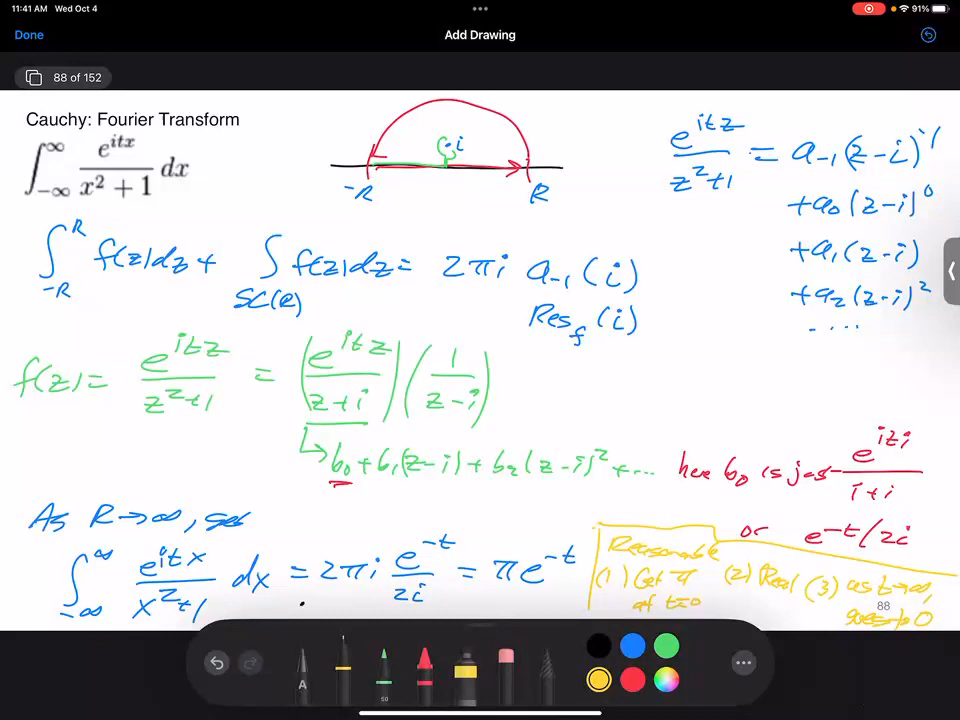 11:41 AM Wed Oct 4
91%
Done
Add Drawing
88 of 152
Cauchy: Fourier Transform
∫_{-∞}^{∞} e^{itx}/(x² + 1) dx
i
-R R
e^{itz}/(z²+1) = a₋₁(z-i)^{-1}
+a₀(z-i)⁰
+a₁(z-i)
+a₂(z-i)²
....
∫_{-R}^{R} f(z)dz + ∫_{SC(R)} f(z)dz = 2πi a₋₁(i)
Res_f(i)
f(z) = e^{itz}/(z²+1) = (e^{itz}/(z+i)) (1/(z-i))
↳ b₀+b₁(z-i)+b₂(z-i)²+...
here b₀ is just e^{iti}/(i+i)
or e^{-t}/2i
As R→∞, get
∫_{-∞}^{∞} e^{itx}/(x²+1) dx = 2πi e^{-t}/2i = πe^{-t}
Reasonable
(1) Get π at t=0
(2) Real
(3) as t→∞, goes→0
88
A
50